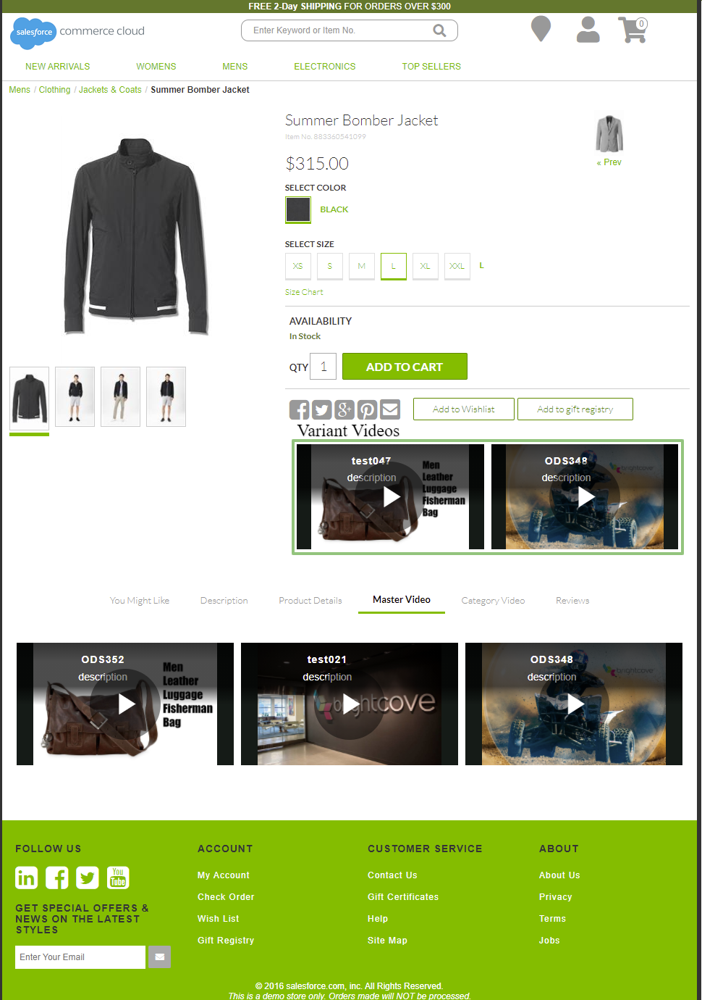 FREE 2-Day SHIPPING FOR ORDERS OVER $300
salesforce commerce cloud
Enter Keyword or Item No.
0
NEW ARRIVALS WOMENS MENS ELECTRONICS TOP SELLERS
Mens / Clothing / Jackets & Coats / Summer Bomber Jacket
Summer Bomber Jacket
Item No. 883360541099
« Prev
$315.00
SELECT COLOR
BLACK
SELECT SIZE
XS S M L XL XXL L
Size Chart
AVAILABILITY
In Stock
QTY 1 ADD TO CART
Add to Wishlist Add to gift registry
Variant Videos
test047
description
Men
Leather
Luggage
Fisherman
Bag
ODS348
description
brightcove
You Might Like Description Product Details Master Video Category Video Reviews
ODS352
description
Men
Leather
Luggage
Fisherman
Bag
test021
description
brightcove
ODS348
description
brightcove
FOLLOW US
in f You Tube
GET SPECIAL OFFERS &
NEWS ON THE LATEST
STYLES
Enter Your Email
ACCOUNT
My Account
Check Order
Wish List
Gift Registry
CUSTOMER SERVICE
Contact Us
Gift Certificates
Help
Site Map
ABOUT
About Us
Privacy
Terms
Jobs
© 2016 salesforce.com, inc. All Rights Reserved.
This is a demo store only. Orders made will NOT be processed.